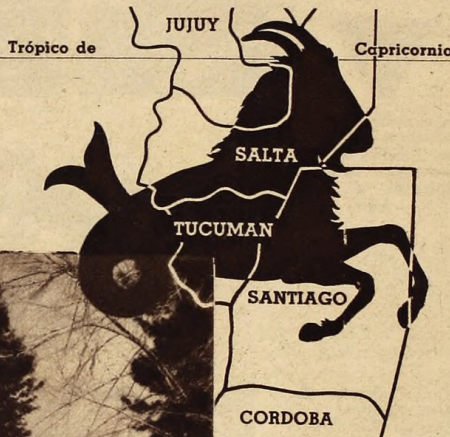 JUJUY
Trópico de Capricornio
SALTA
TUCUMAN
SANTIAGO
CORDOBA